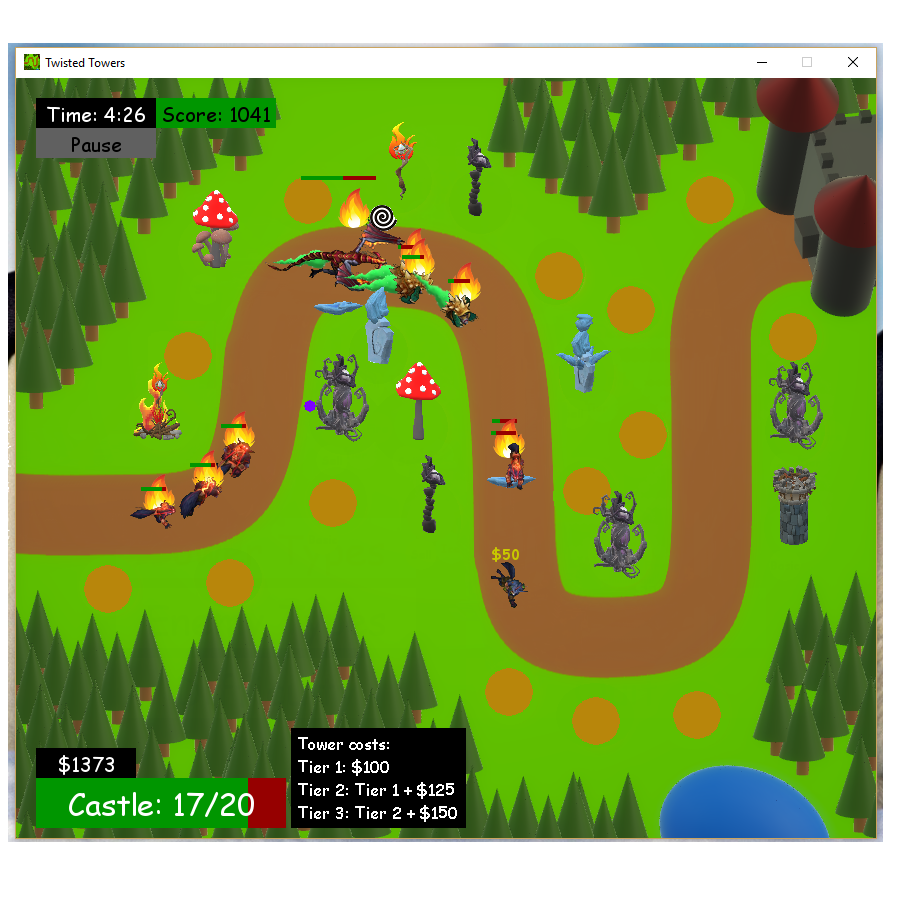 Twisted Towers
Time: 4:26
Score: 1041
Pause
$50
$1373
Castle: 17/20
Tower costs:
Tier 1: $100
Tier 2: Tier 1 + $125
Tier 3: Tier 2 + $150